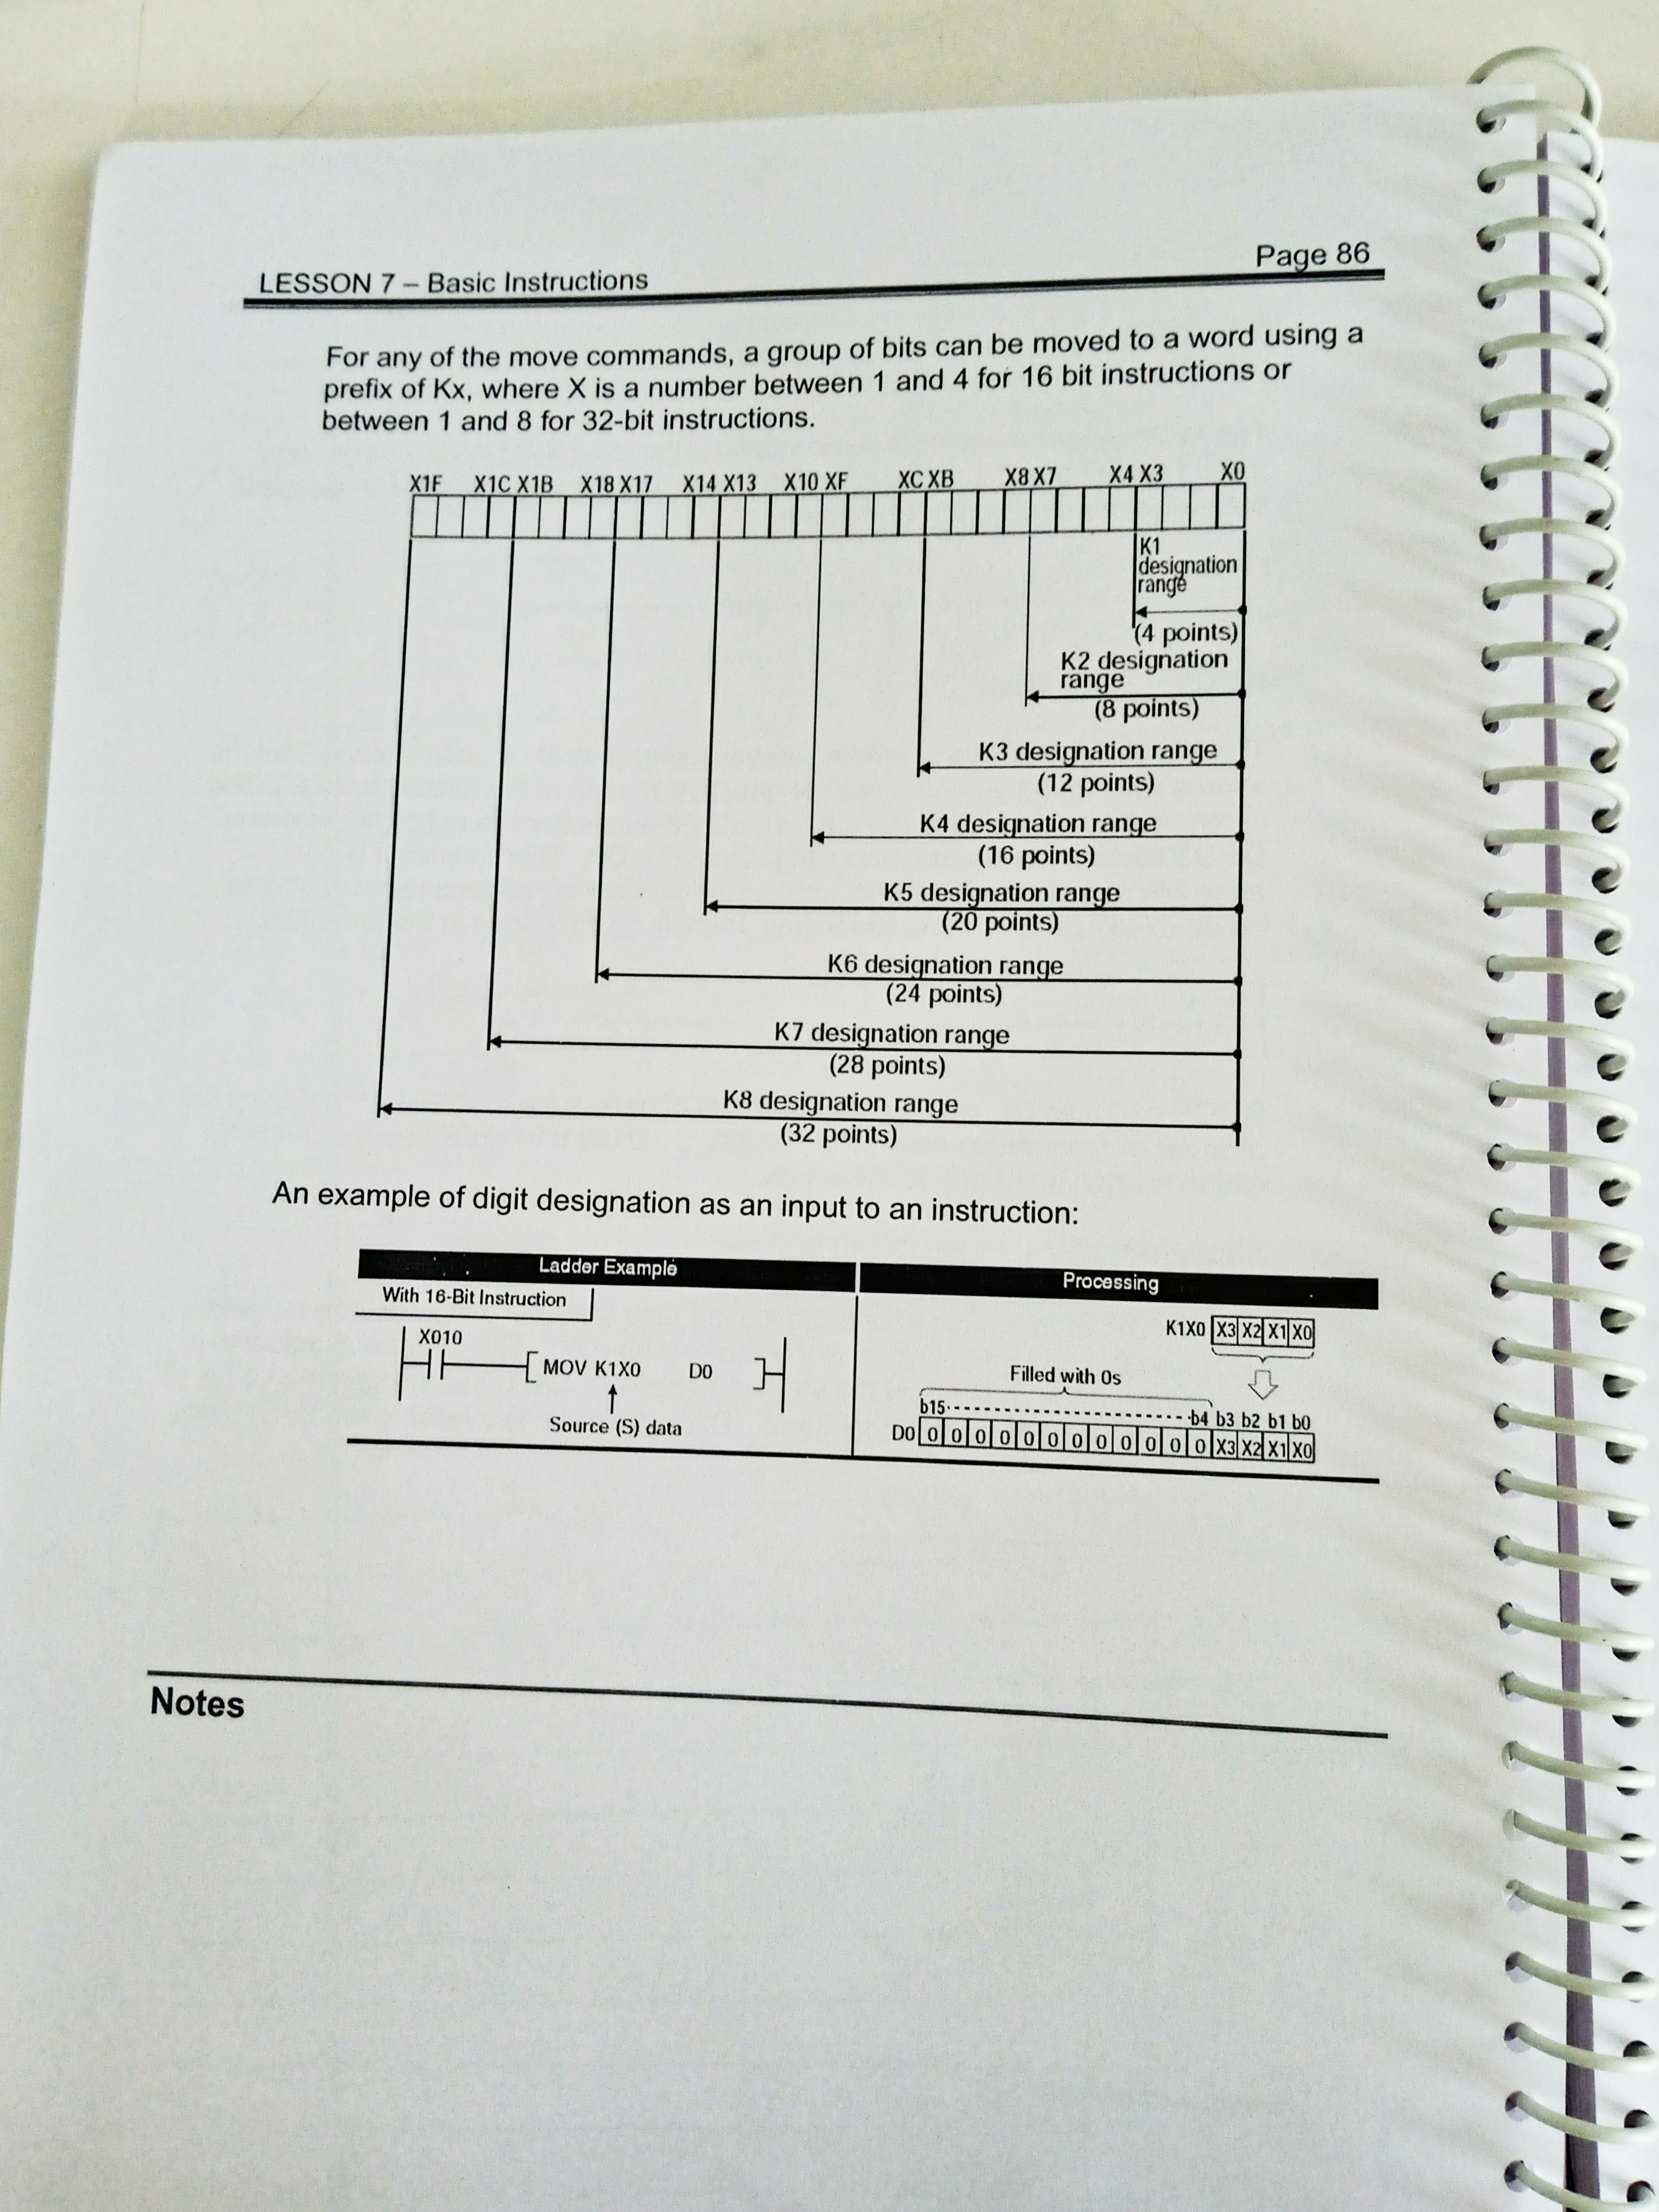 Page 86
LESSON 7 – Basic Instructions
For any of the move commands, a group of bits can be moved to a word using a
prefix of Kx, where X is a number between 1 and 4 for 16 bit instructions or
between 1 and 8 for 32-bit instructions.
X1F X1C X1B X18 X17 X14 X13 X10 XF XC XB X8 X7 X4 X3 X0
K1
designation
range
(4 points)
K2 designation
range
(8 points)
K3 designation range
(12 points)
K4 designation range
(16 points)
K5 designation range
(20 points)
K6 designation range
(24 points)
K7 designation range
(28 points)
K8 designation range
(32 points)
An example of digit designation as an input to an instruction:
Ladder Example
With 16-Bit Instruction
X010
MOV K1X0 D0
Source (S) data
Processing
K1X0 X3 X2 X1 X0
Filled with 0s
b15 b4 b3 b2 b1 b0
D0 0 0 0 0 0 0 0 0 0 0 0 0 X3 X2 X1 X0
Notes